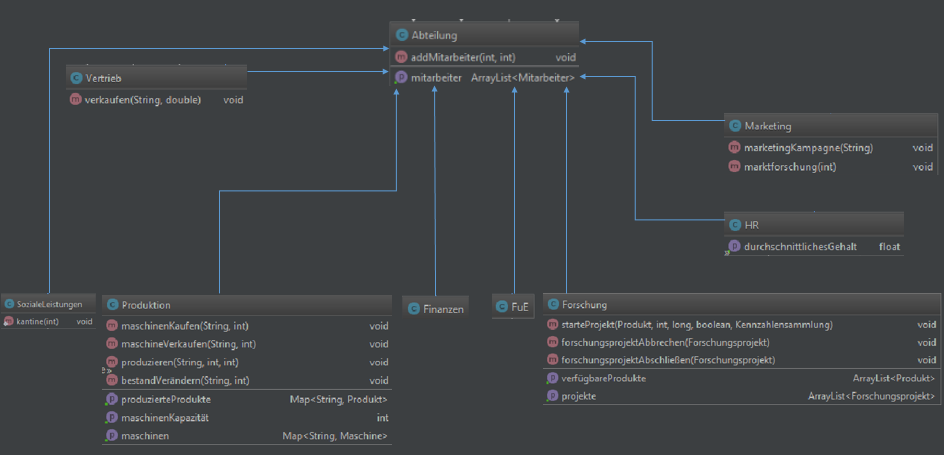 Abteilung
addMitarbeiter(int, int) void
mitarbeiter ArrayList<Mitarbeiter>
Vertrieb
verkaufen(String, double) void
Marketing
marketingKampagne(String) void
marktforschung(int) void
HR
durchschnittlichesGehalt float
SozialeLeistungen
kantine(int) void
Produktion
maschinenKaufen(String, int) void
maschineVerkaufen(String, int) void
produzieren(String, int, int) void
bestandVerändern(String, int) void
produzierteProdukte Map<String, Produkt>
maschinenKapazität int
maschinen Map<String, Maschine>
Finanzen
FuE
Forschung
starteProjekt(Produkt, int, long, boolean, Kennzahlensammlung) void
forschungsprojektAbbrechen(Forschungsprojekt) void
forschungsprojektAbschließen(Forschungsprojekt) void
verfügbareProdukte ArrayList<Produkt>
projekte ArrayList<Forschungsprojekt>